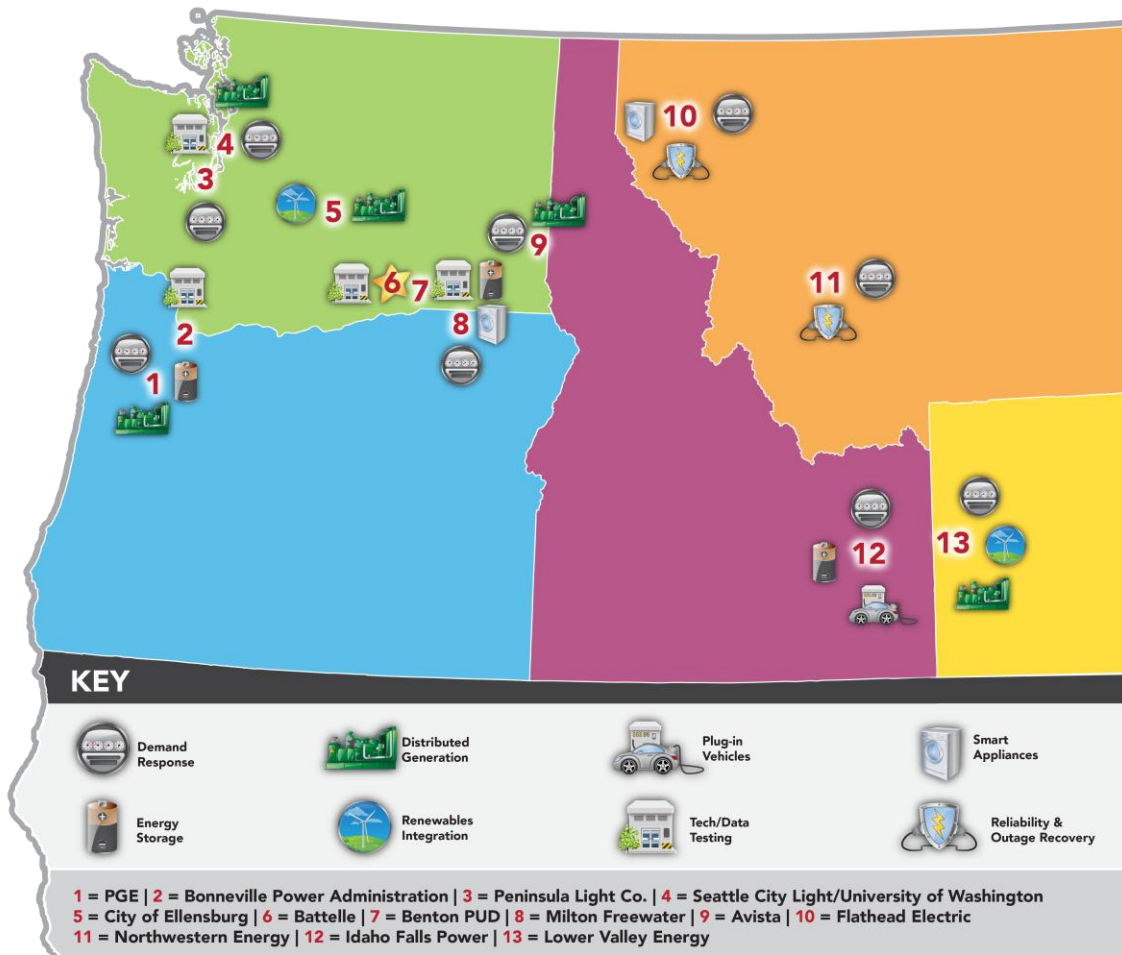 4
3
5
9
6
7
8
2
1
10
11
12
13
KEY
Demand
Response
Distributed
Generation
Plug-in
Vehicles
Smart
Appliances
Energy
Storage
Renewables
Integration
Tech/Data
Testing
Reliability &
Outage Recovery
1 = PGE | 2 = Bonneville Power Administration | 3 = Peninsula Light Co. | 4 = Seattle City Light/University of Washington
5 = City of Ellensburg | 6 = Battelle | 7 = Benton PUD | 8 = Milton Freewater | 9 = Avista | 10 = Flathead Electric
11 = Northwestern Energy | 12 = Idaho Falls Power | 13 = Lower Valley Energy